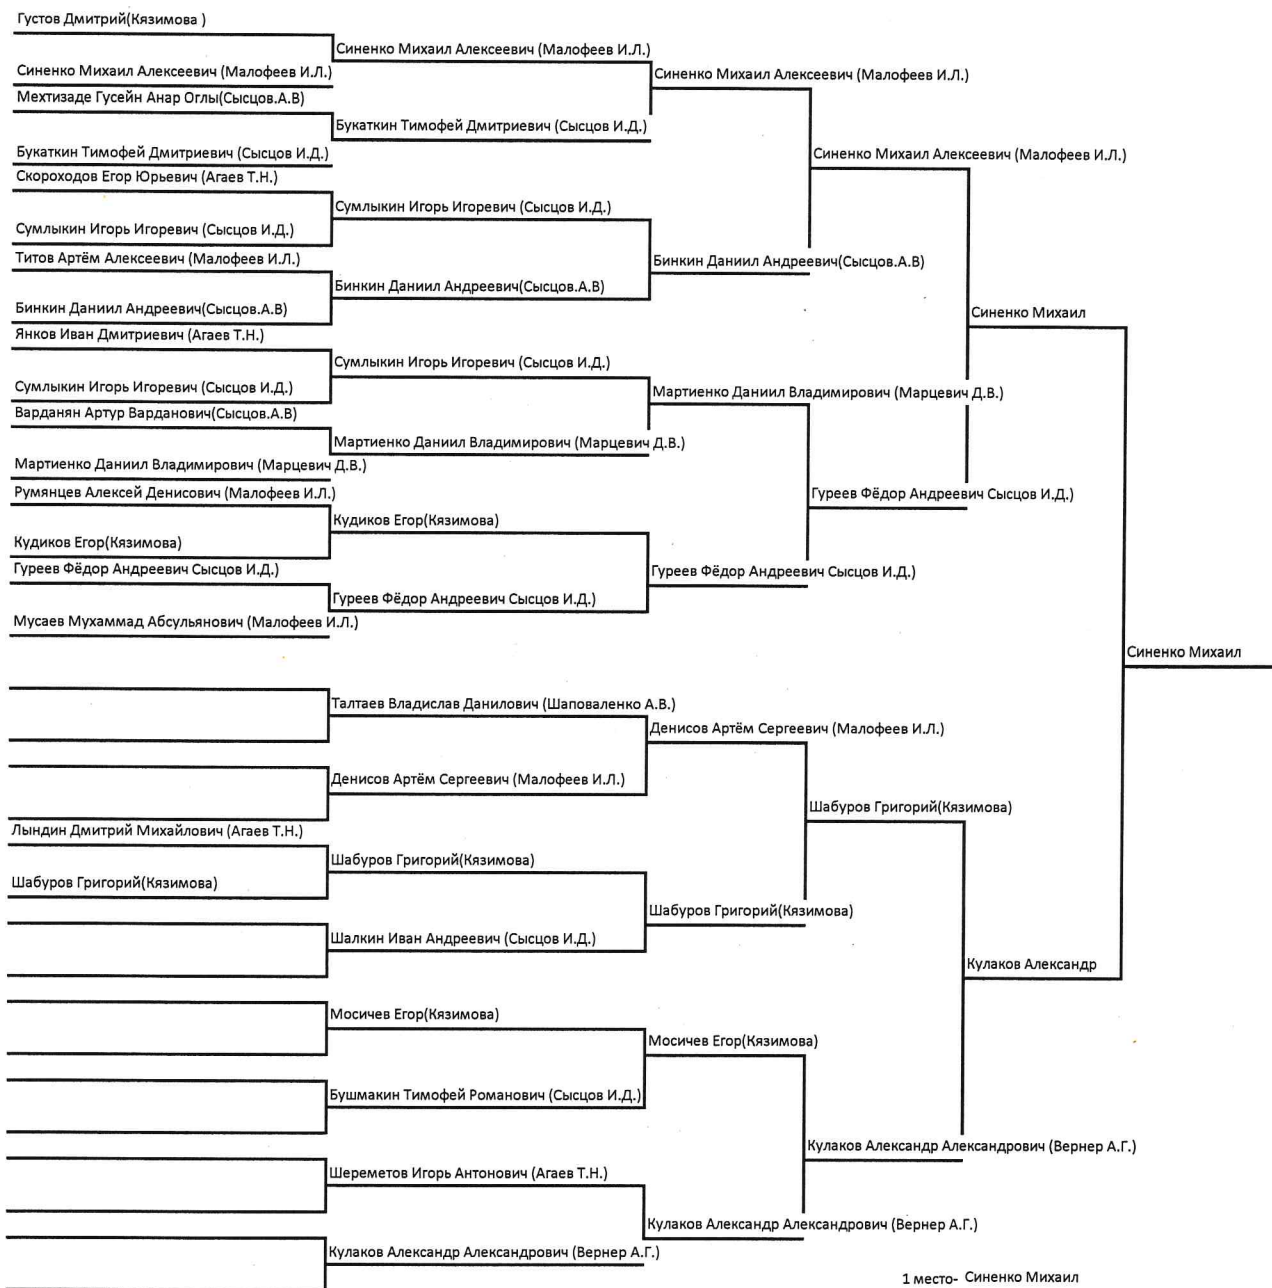 Густов Дмитрий(Кязимова )
Синенко Михаил Алексеевич (Малофеев И.Л.)
Синенко Михаил Алексеевич (Малофеев И.Л.)
Синенко Михаил Алексеевич (Малофеев И.Л.)
Мехтизаде Гусейн Анар Оглы(Сысцов.А.В)
Букаткин Тимофей Дмитриевич (Сысцов И.Д.)
Букаткин Тимофей Дмитриевич (Сысцов И.Д.)
Синенко Михаил Алексеевич (Малофеев И.Л.)
Скороходов Егор Юрьевич (Агаев Т.Н.)
Сумлыкин Игорь Игоревич (Сысцов И.Д.)
Сумлыкин Игорь Игоревич (Сысцов И.Д.)
Титов Артём Алексеевич (Малофеев И.Л.)
Бинкин Даниил Андреевич(Сысцов.А.В)
Бинкин Даниил Андреевич(Сысцов.А.В)
Бинкин Даниил Андреевич(Сысцов.А.В)
Синенко Михаил
Янков Иван Дмитриевич (Агаев Т.Н.)
Сумлыкин Игорь Игоревич (Сысцов И.Д.)
Сумлыкин Игорь Игоревич (Сысцов И.Д.)
Мартиенко Даниил Владимирович (Марцевич Д.В.)
Варданян Артур Варданович(Сысцов.А.В)
Мартиенко Даниил Владимирович (Марцевич Д.В.)
Мартиенко Даниил Владимирович (Марцевич Д.В.)
Румянцев Алексей Денисович (Малофеев И.Л.)
Гуреев Фёдор Андреевич Сысцов И.Д.)
Кудиков Егор(Кязимова)
Кудиков Егор(Кязимова)
Гуреев Фёдор Андреевич Сысцов И.Д.)
Гуреев Фёдор Андреевич Сысцов И.Д.)
Гуреев Фёдор Андреевич Сысцов И.Д.)
Мусаев Мухаммад Абсульянович (Малофеев И.Л.)
Синенко Михаил
Талтаев Владислав Данилович (Шаповаленко А.В.)
Денисов Артём Сергеевич (Малофеев И.Л.)
Денисов Артём Сергеевич (Малофеев И.Л.)
Шабуров Григорий(Кязимова)
Лындин Дмитрий Михайлович (Агаев Т.Н.)
Шабуров Григорий(Кязимова)
Шабуров Григорий(Кязимова)
Шабуров Григорий(Кязимова)
Шалкин Иван Андреевич (Сысцов И.Д.)
Кулаков Александр
Мосичев Егор(Кязимова)
Мосичев Егор(Кязимова)
Бушмакин Тимофей Романович (Сысцов И.Д.)
Кулаков Александр Александрович (Вернер А.Г.)
Шереметов Игорь Антонович (Агаев Т.Н.)
Кулаков Александр Александрович (Вернер А.Г.)
Кулаков Александр Александрович (Вернер А.Г.)
1 место- Синенко Михаил